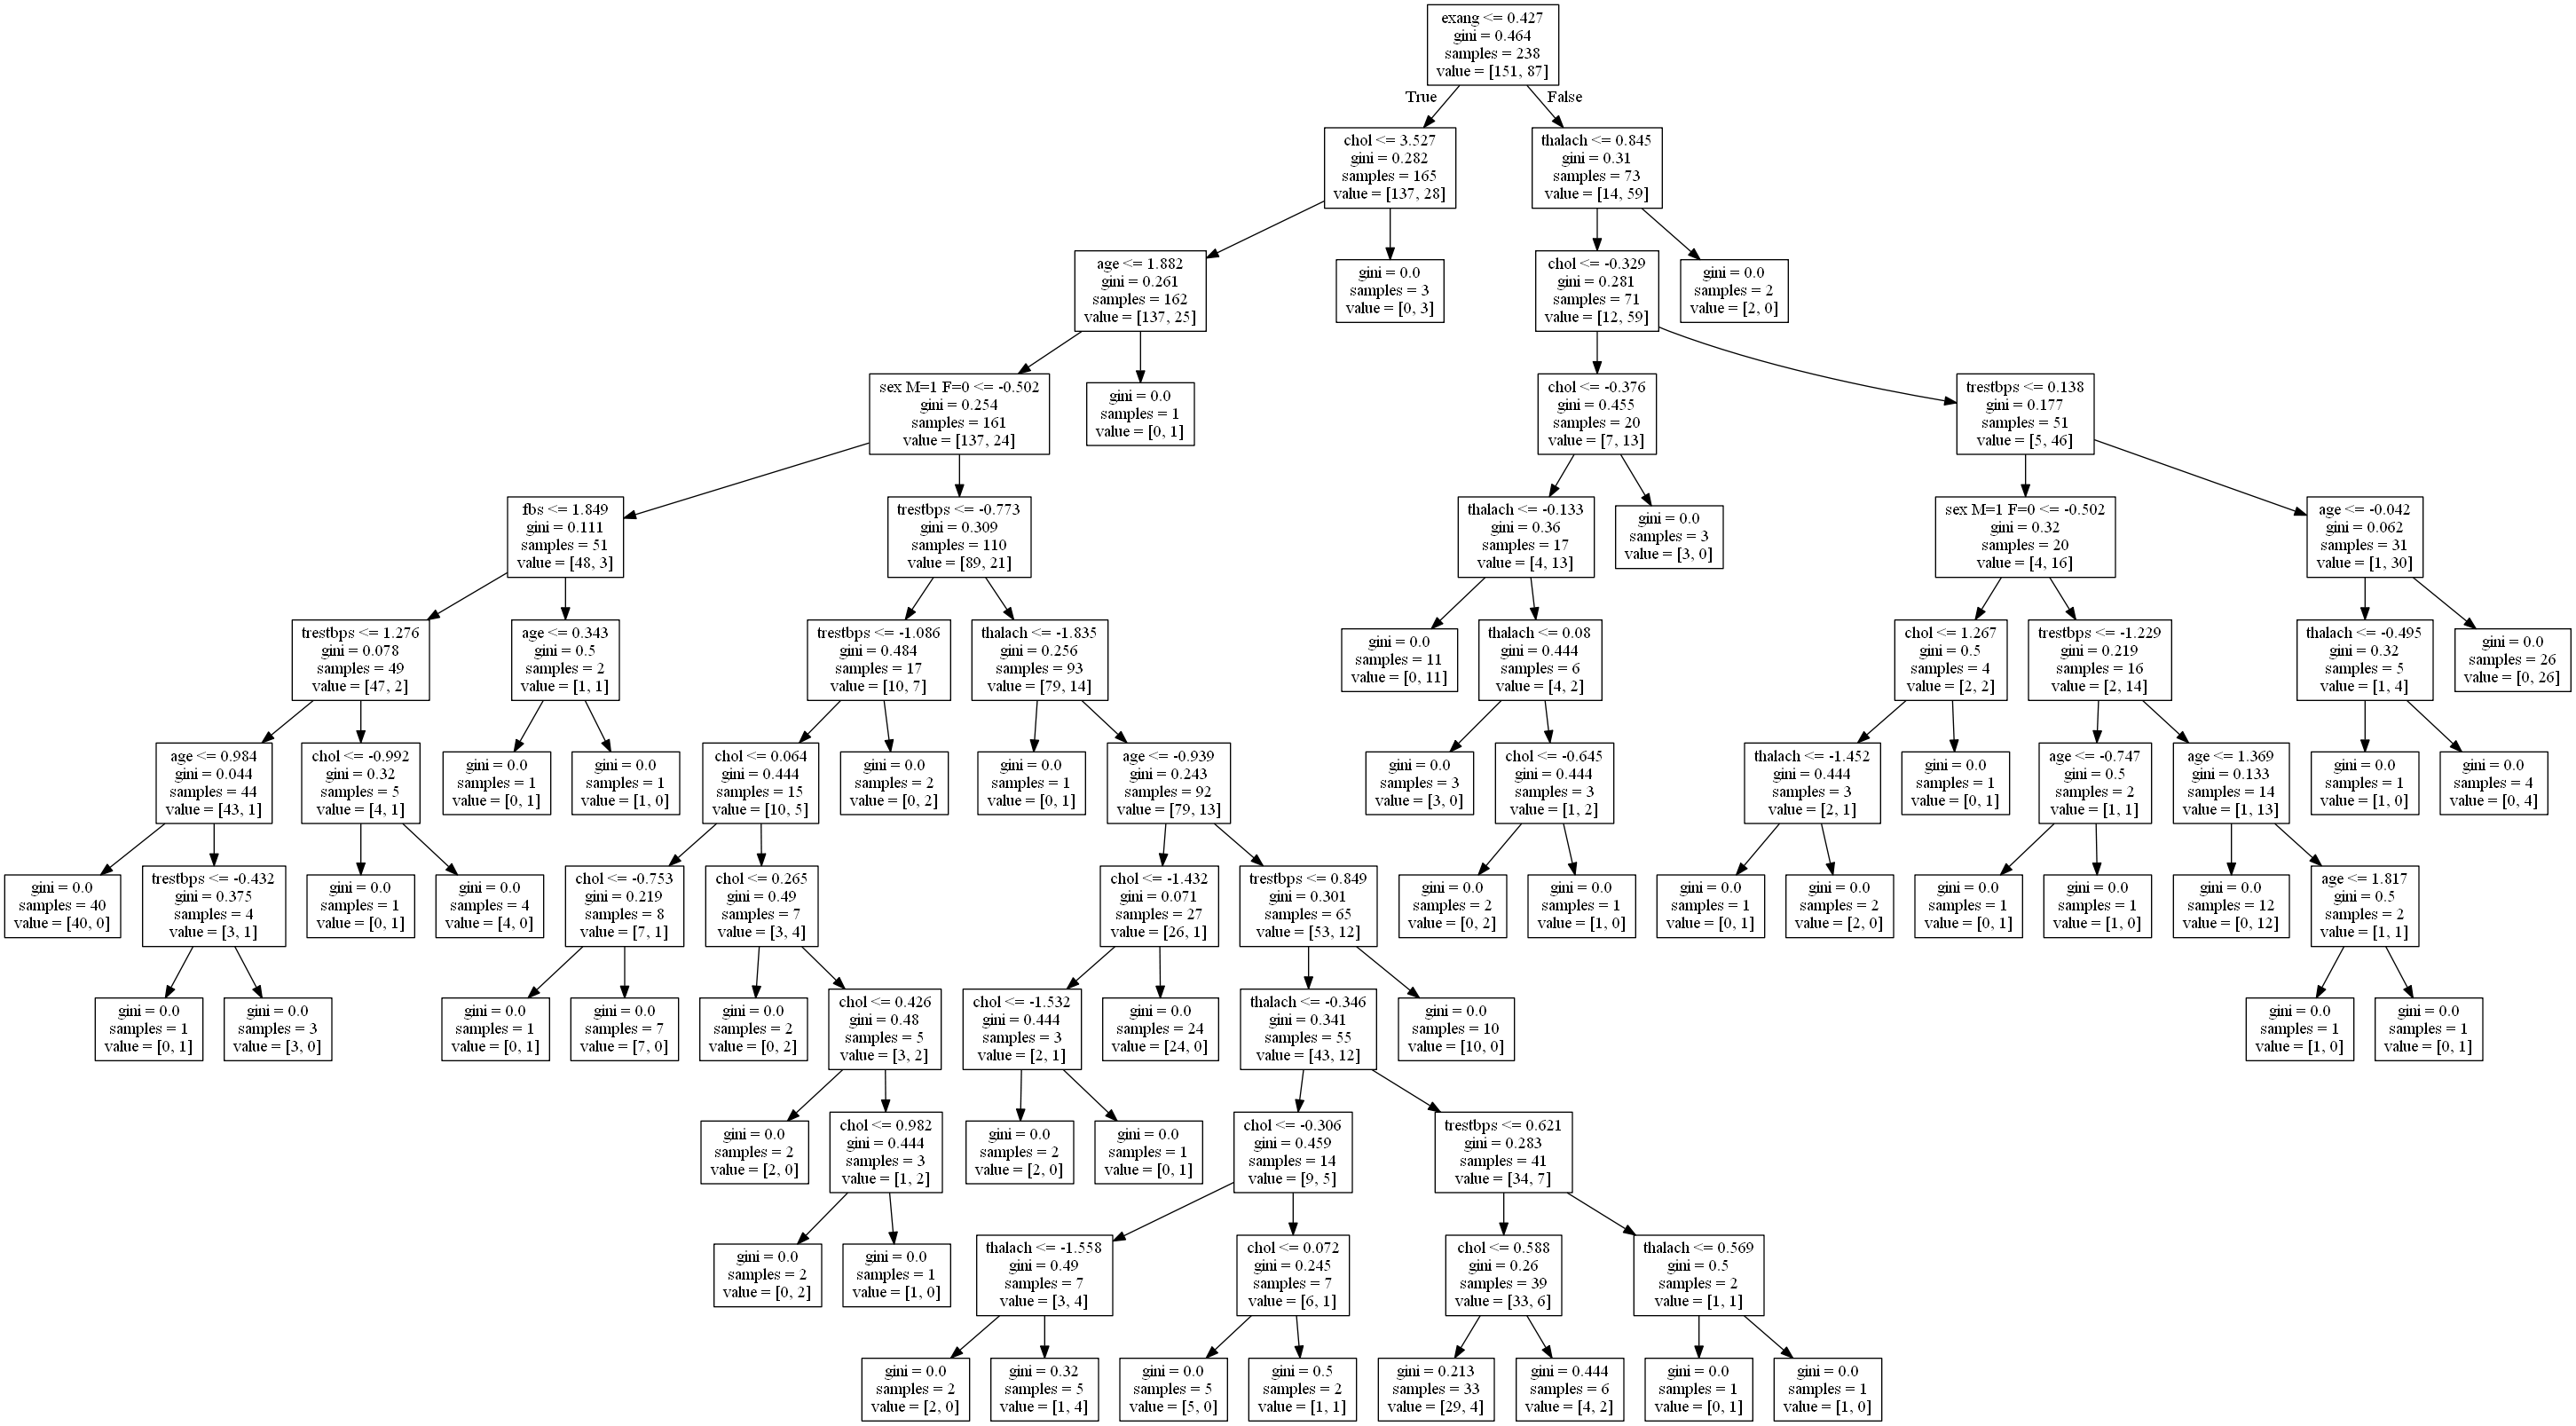 exang <= 0.427
gini = 0.464
samples = 238
value = [151, 87]
True
False
chol <= 3.527
gini = 0.282
samples = 165
value = [137, 28]
thalach <= 0.845
gini = 0.31
samples = 73
value = [14, 59]
age <= 1.882
gini = 0.261
samples = 162
value = [137, 25]
gini = 0.0
samples = 3
value = [0, 3]
chol <= -0.329
gini = 0.281
samples = 71
value = [12, 59]
gini = 0.0
samples = 2
value = [2, 0]
sex M=1 F=0 <= -0.502
gini = 0.254
samples = 161
value = [137, 24]
gini = 0.0
samples = 1
value = [0, 1]
chol <= -0.376
gini = 0.455
samples = 20
value = [7, 13]
trestbps <= 0.138
gini = 0.177
samples = 51
value = [5, 46]
fbs <= 1.849
gini = 0.111
samples = 51
value = [48, 3]
trestbps <= -0.773
gini = 0.309
samples = 110
value = [89, 21]
thalach <= -0.133
gini = 0.36
samples = 17
value = [4, 13]
gini = 0.0
samples = 3
value = [3, 0]
sex M=1 F=0 <= -0.502
gini = 0.32
samples = 20
value = [4, 16]
age <= -0.042
gini = 0.062
samples = 31
value = [1, 30]
trestbps <= 1.276
gini = 0.078
samples = 49
value = [47, 2]
age <= 0.343
gini = 0.5
samples = 2
value = [1, 1]
trestbps <= -1.086
gini = 0.484
samples = 17
value = [10, 7]
thalach <= -1.835
gini = 0.256
samples = 93
value = [79, 14]
gini = 0.0
samples = 11
value = [0, 11]
thalach <= 0.08
gini = 0.444
samples = 6
value = [4, 2]
chol <= 1.267
gini = 0.5
samples = 4
value = [2, 2]
trestbps <= -1.229
gini = 0.219
samples = 16
value = [2, 14]
thalach <= -0.495
gini = 0.32
samples = 5
value = [1, 4]
gini = 0.0
samples = 26
value = [0, 26]
age <= 0.984
gini = 0.044
samples = 44
value = [43, 1]
chol <= -0.992
gini = 0.32
samples = 5
value = [4, 1]
gini = 0.0
samples = 1
value = [0, 1]
gini = 0.0
samples = 1
value = [1, 0]
chol <= 0.064
gini = 0.444
samples = 15
value = [10, 5]
gini = 0.0
samples = 2
value = [0, 2]
gini = 0.0
samples = 1
value = [0, 1]
age <= -0.939
gini = 0.243
samples = 92
value = [79, 13]
gini = 0.0
samples = 3
value = [3, 0]
chol <= -0.645
gini = 0.444
samples = 3
value = [1, 2]
thalach <= -1.452
gini = 0.444
samples = 3
value = [2, 1]
gini = 0.0
samples = 1
value = [0, 1]
age <= -0.747
gini = 0.5
samples = 2
value = [1, 1]
age <= 1.369
gini = 0.133
samples = 14
value = [1, 13]
gini = 0.0
samples = 1
value = [1, 0]
gini = 0.0
samples = 4
value = [0, 4]
gini = 0.0
samples = 40
value = [40, 0]
trestbps <= -0.432
gini = 0.375
samples = 4
value = [3, 1]
gini = 0.0
samples = 1
value = [0, 1]
gini = 0.0
samples = 4
value = [4, 0]
chol <= -0.753
gini = 0.219
samples = 8
value = [7, 1]
chol <= 0.265
gini = 0.49
samples = 7
value = [3, 4]
chol <= -1.432
gini = 0.071
samples = 27
value = [26, 1]
trestbps <= 0.849
gini = 0.301
samples = 65
value = [53, 12]
gini = 0.0
samples = 2
value = [0, 2]
gini = 0.0
samples = 1
value = [1, 0]
gini = 0.0
samples = 1
value = [0, 1]
gini = 0.0
samples = 2
value = [2, 0]
gini = 0.0
samples = 1
value = [0, 1]
gini = 0.0
samples = 1
value = [1, 0]
gini = 0.0
samples = 12
value = [0, 12]
age <= 1.817
gini = 0.5
samples = 2
value = [1, 1]
gini = 0.0
samples = 1
value = [0, 1]
gini = 0.0
samples = 3
value = [3, 0]
gini = 0.0
samples = 1
value = [0, 1]
gini = 0.0
samples = 7
value = [7, 0]
gini = 0.0
samples = 2
value = [0, 2]
chol <= 0.426
gini = 0.48
samples = 5
value = [3, 2]
chol <= -1.532
gini = 0.444
samples = 3
value = [2, 1]
gini = 0.0
samples = 24
value = [24, 0]
thalach <= -0.346
gini = 0.341
samples = 55
value = [43, 12]
gini = 0.0
samples = 10
value = [10, 0]
gini = 0.0
samples = 1
value = [1, 0]
gini = 0.0
samples = 1
value = [0, 1]
gini = 0.0
samples = 2
value = [2, 0]
chol <= 0.982
gini = 0.444
samples = 3
value = [1, 2]
gini = 0.0
samples = 2
value = [2, 0]
gini = 0.0
samples = 1
value = [0, 1]
chol <= -0.306
gini = 0.459
samples = 14
value = [9, 5]
trestbps <= 0.621
gini = 0.283
samples = 41
value = [34, 7]
gini = 0.0
samples = 2
value = [0, 2]
gini = 0.0
samples = 1
value = [1, 0]
thalach <= -1.558
gini = 0.49
samples = 7
value = [3, 4]
chol <= 0.072
gini = 0.245
samples = 7
value = [6, 1]
chol <= 0.588
gini = 0.26
samples = 39
value = [33, 6]
thalach <= 0.569
gini = 0.5
samples = 2
value = [1, 1]
gini = 0.0
samples = 2
value = [2, 0]
gini = 0.32
samples = 5
value = [1, 4]
gini = 0.0
samples = 5
value = [5, 0]
gini = 0.5
samples = 2
value = [1, 1]
gini = 0.213
samples = 33
value = [29, 4]
gini = 0.444
samples = 6
value = [4, 2]
gini = 0.0
samples = 1
value = [0, 1]
gini = 0.0
samples = 1
value = [1, 0]